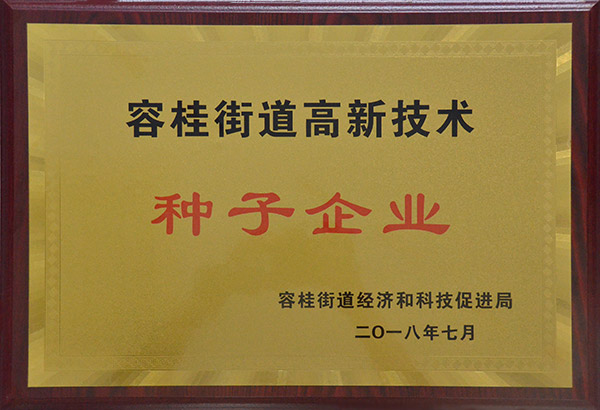 容桂街道高新技术
种子企业
容桂街道经济和科技促进局
二〇一八年七月